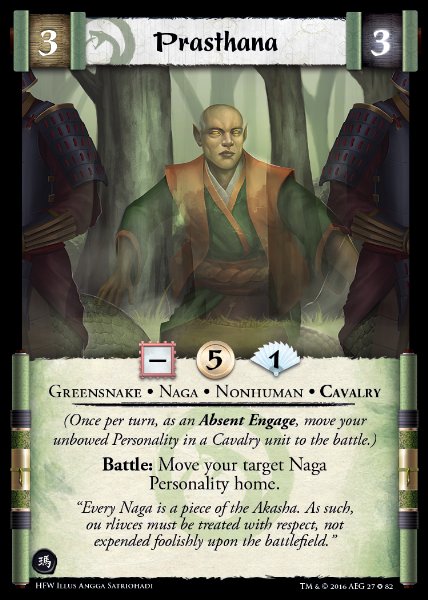 3
Prasthana
3
–
5
1
Greensnake • Naga • Nonhuman • Cavalry
(Once per turn, as an Absent Engage, move your
unbowed Personality in a Cavalry unit to the battle.)
Battle: Move your target Naga
Personality home.
“Every Naga is a piece of the Akasha. As such,
ou rlivces must be treated with respect, not
expended foolishly upon the battlefield.”
瑪
HFW Illus Angga Satriohadi
TM & © 2016 AEG 27 ✪ 82